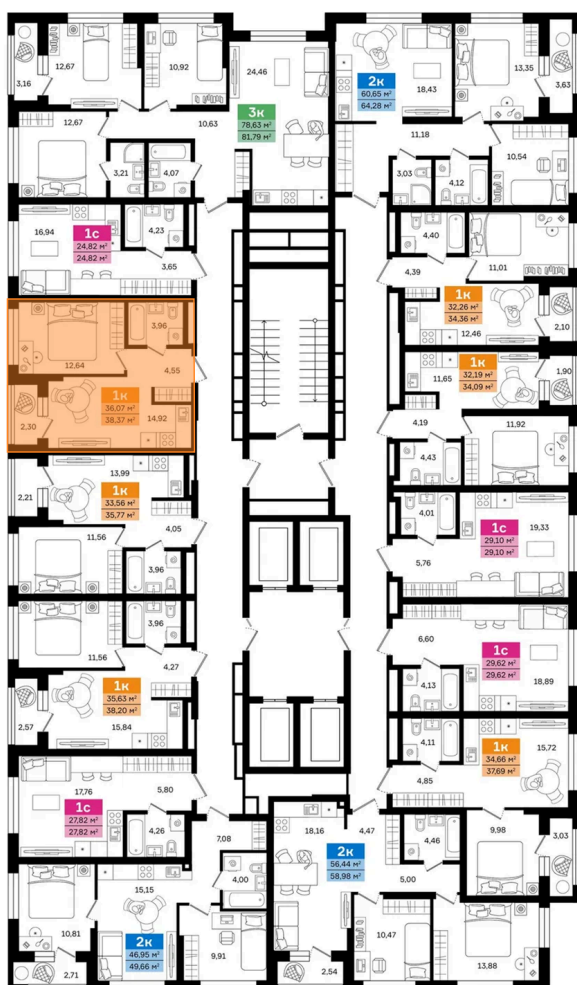 12,67
10,92
24,46
3,16
3к
78,63 м²
81,79 м²
12,67
10,63
3,21
4,07
2к
60,65 м²
64,28 м²
18,43
13,35
3,63
11,18
3,03
4,12
10,54
16,94
1с
24,82 м²
24,82 м²
4,23
3,65
4,40
4,39
11,01
1к
32,26 м²
34,36 м²
12,46
2,10
3,96
12,64
4,55
1к
36,07 м²
38,37 м²
2,30
14,92
1к
32,19 м²
34,09 м²
11,65
1,90
4,19
11,92
4,43
13,99
2,21
1к
33,56 м²
35,77 м²
4,05
11,56
3,96
4,01
1с
29,10 м²
29,10 м²
19,33
5,76
3,96
11,56
4,27
1к
35,63 м²
38,20 м²
2,57
15,84
6,60
1с
29,62 м²
29,62 м²
4,13
18,89
4,11
1к
34,66 м²
37,69 м²
15,72
4,85
17,76
5,80
1с
27,82 м²
27,82 м²
4,26
7,08
18,16
4,47
2к
56,44 м²
58,98 м²
4,46
5,00
9,98
3,03
4,00
15,15
10,81
2к
46,95 м²
49,66 м²
9,91
2,71
2,54
10,47
13,88